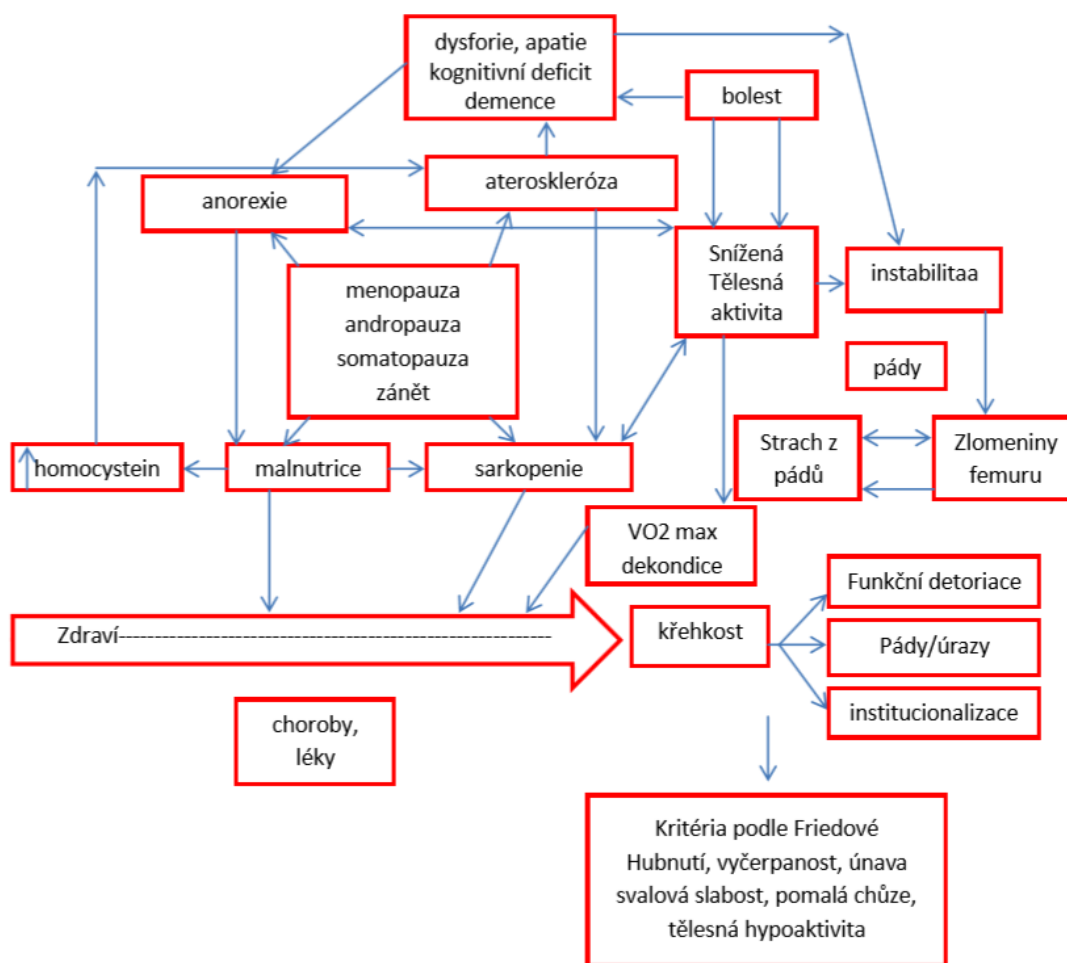 dysforie, apatie
kognitivní deficit
demence
bolest
ateroskleróza
anorexie
Snížená
Tělesná
aktivita
instabilitaa
menopauza
andropauza
somatopauza
zánět
pády
homocystein
malnutrice
sarkopenie
Strach z
pádů
Zlomeniny
femuru
VO2 max
dekondice
Funkční detoriace
Zdraví------------------------------------------------------------
křehkost
Pády/úrazy
institucionalizace
choroby,
léky
Kritéria podle Friedové
Hubnutí, vyčerpanost, únava
svalová slabost, pomalá chůze,
tělesná hypoaktivita